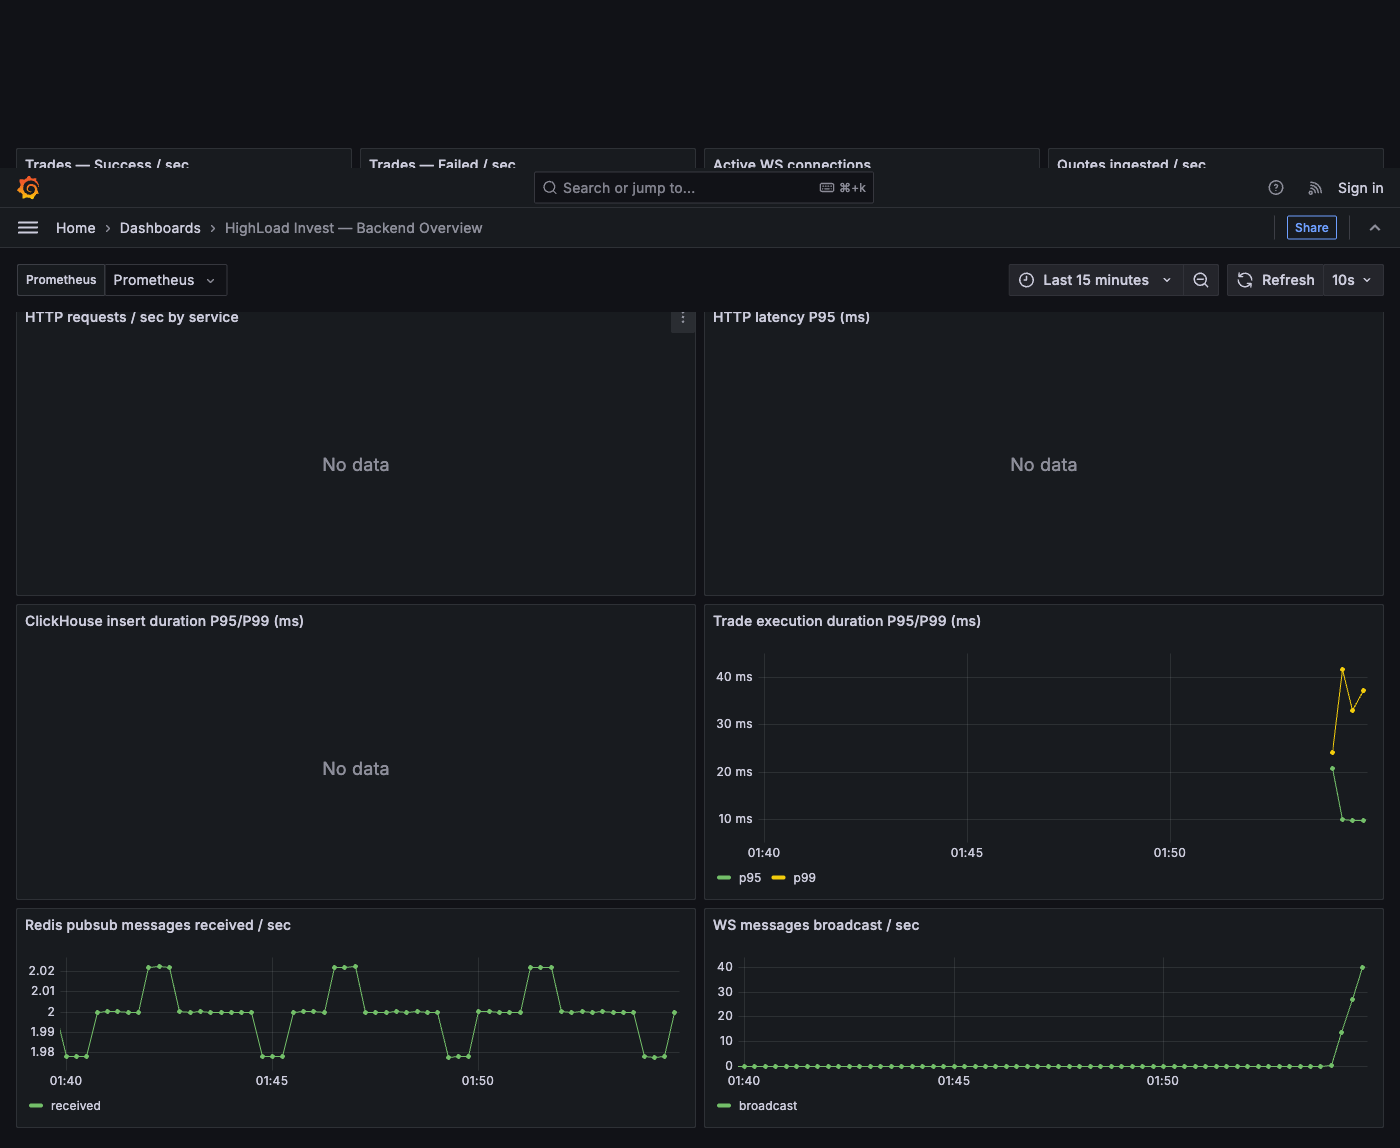 Trades — Success / sec
Trades — Failed / sec
Active WS connections
Quotes ingested / sec
Search or jump to...
⌘+k
Sign in
Home › Dashboards › HighLoad Invest — Backend Overview
Share
Prometheus
Prometheus
Last 15 minutes
Refresh
10s
HTTP requests / sec by service
No data
HTTP latency P95 (ms)
No data
ClickHouse insert duration P95/P99 (ms)
No data
Trade execution duration P95/P99 (ms)
40 ms
30 ms
20 ms
10 ms
01:40 01:45 01:50
p95 p99
Redis pubsub messages received / sec
2.02
2.01
2
1.99
1.98
01:40 01:45 01:50
received
WS messages broadcast / sec
40
30
20
10
0
01:40 01:45 01:50
broadcast